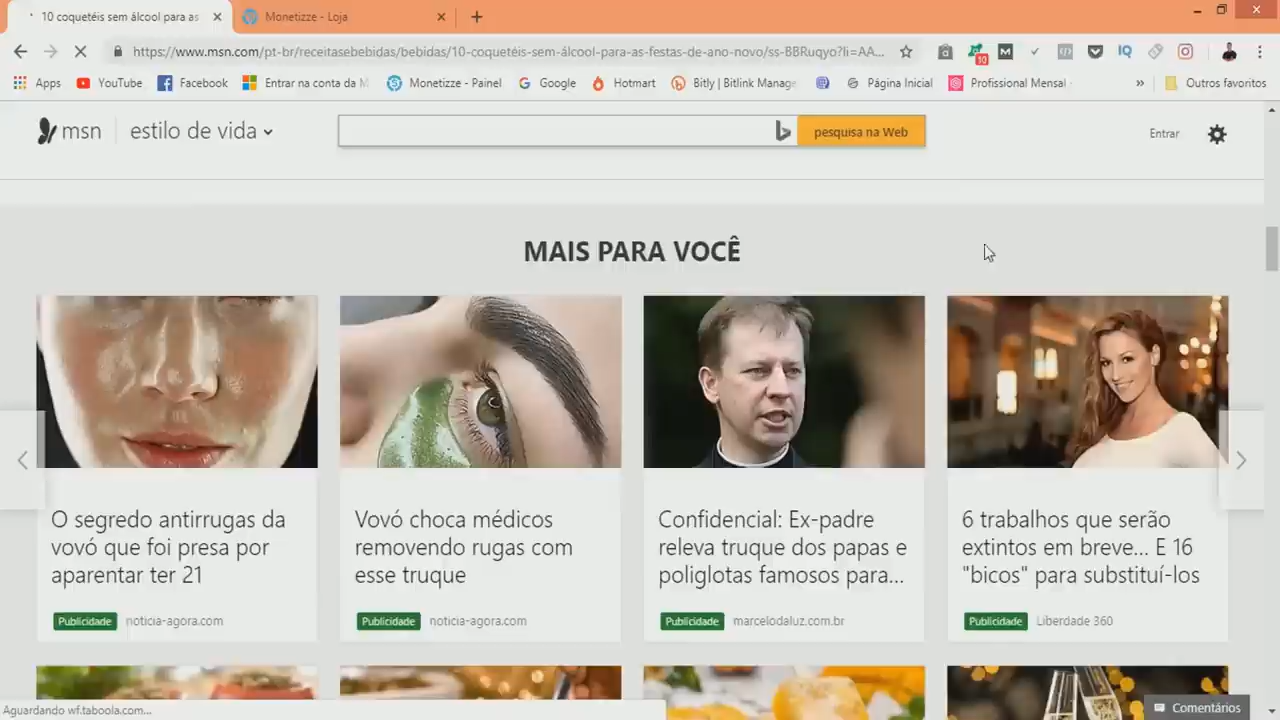 10 coquetéis sem álcool para as
Monetizze - Loja
https://www.msn.com/pt-br/receitasebebidas/bebidas/10-coquetéis-sem-álcool-para-as-festas-de-ano-novo/ss-BBRuqyo?li=AA...
10
M
IQ
Apps
YouTube
Facebook
Entrar na conta da M
Monetizze - Painel
Google
Hotmart
Bitly | Bitlink Manage
Página Inicial
Profissional Mensal
Outros favoritos
msn
estilo de vida
pesquisa na Web
Entrar
MAIS PARA VOCÊ
O segredo antirrugas da
vovó que foi presa por
aparentar ter 21
Publicidade noticia-agora.com
Vovó choca médicos
removendo rugas com
esse truque
Publicidade noticia-agora.com
Confidencial: Ex-padre
releva truque dos papas e
poliglotas famosos para...
Publicidade marcelodaluz.com.br
6 trabalhos que serão
extintos em breve... E 16
"bicos" para substituí-los
Publicidade Liberdade 360
Aguardando wf.taboola.com...
Comentários